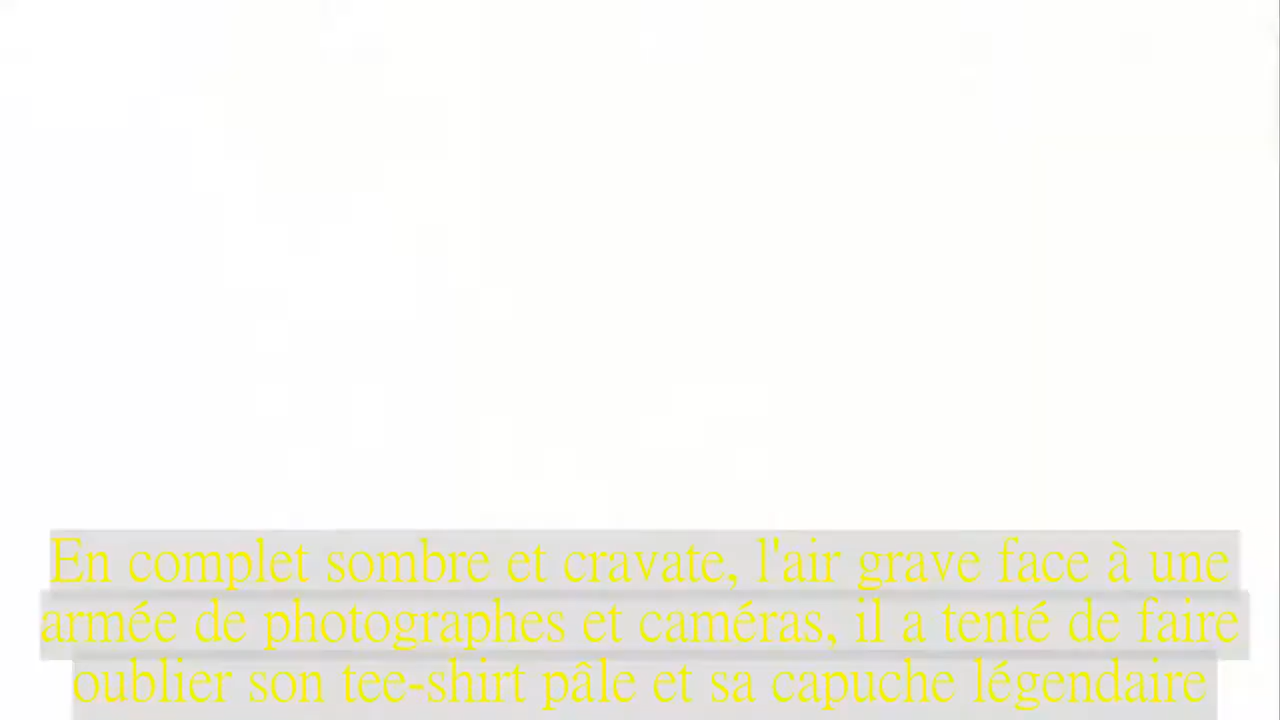 En complet sombre et cravate, l'air grave face à une
armée de photographes et caméras, il a tenté de faire
oublier son tee-shirt pâle et sa capuche légendaire